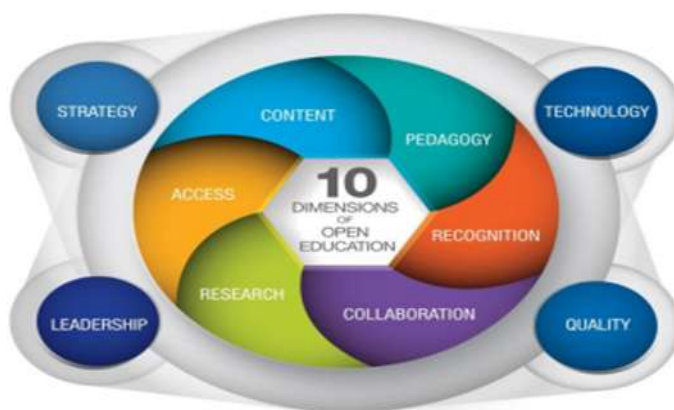 STRATEGY
CONTENT
TECHNOLOGY
PEDAGOGY
ACCESS
10
DIMENSIONS
OF
OPEN
EDUCATION
RECOGNITION
RESEARCH
COLLABORATION
LEADERSHIP
QUALITY